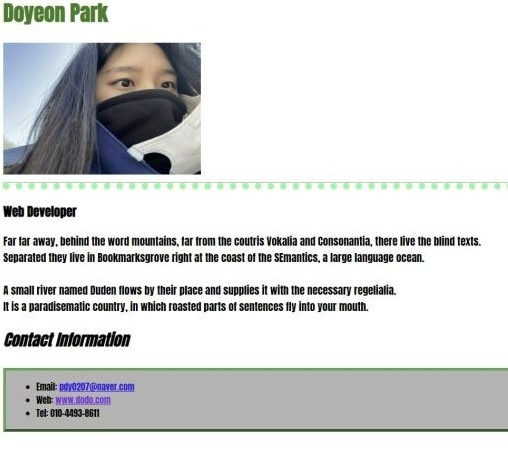 Doyeon Park
Web Developer
Far far away, behind the word mountains, far from the coutris Vokalia and Consonantia, there live the blind texts.
Separated they live in Bookmarksgrove right at the coast of the SEmantics, a large language ocean.
A small river named Duden flows by their place and supplies it with the necessary regelialia.
It is a paradisematic country, in which roasted parts of sentences fly into your mouth.
Contact Information
Email: pdy0207@naver.com
Web: www.dodo.com
Tel: 010-4493-8611